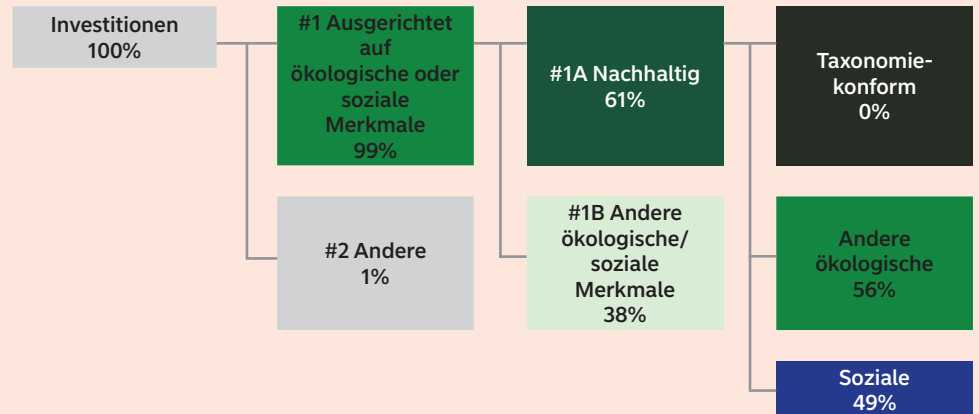 Investitionen
100%
#1 Ausgerichtet
auf
ökologische oder
soziale
Merkmale
99%
#2 Andere
1%
#1A Nachhaltig
61%
#1B Andere
ökologische/
soziale
Merkmale
38%
Taxonomie-
konform
0%
Andere
ökologische
56%
Soziale
49%